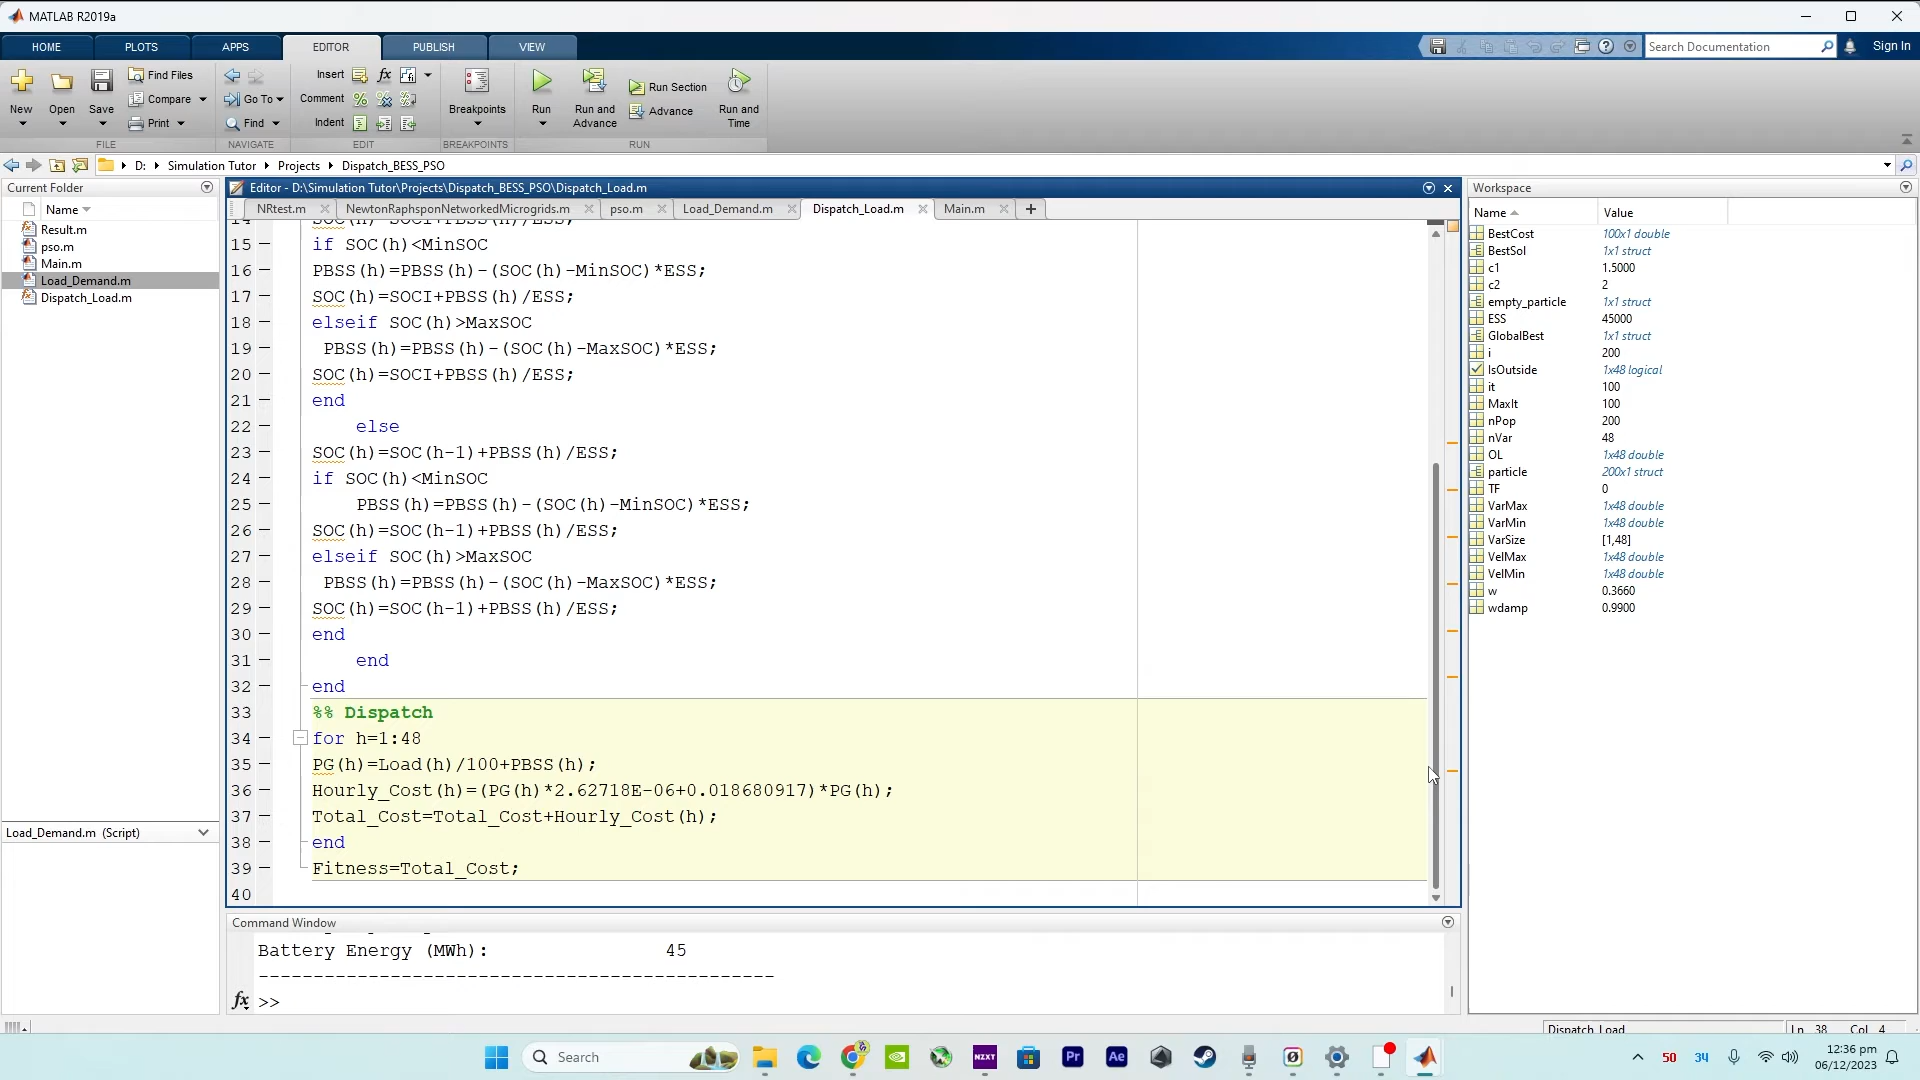 MATLAB R2019a
HOME PLOTS APPS EDITOR PUBLISH VIEW
Search Documentation
Sign In
New Open Save
Find Files
Compare
Print
FILE
Go To
Find
NAVIGATE
Insert
Comment
Indent
EDIT
Breakpoints
BREAKPOINTS
Run
Run and Advance
Run Section
Advance
Run and Time
RUN
D: Simulation Tutor Projects Dispatch_BESS_PSO
Current Folder
Name
Result.m
pso.m
Main.m
Load_Demand.m
Dispatch_Load.m
Load_Demand.m (Script)
Editor - D:\Simulation Tutor\Projects\Dispatch_BESS_PSO\Dispatch_Load.m
NRtest.m NewtonRaphsponNetworkedMicrogrids.m pso.m Load_Demand.m Dispatch_Load.m Main.m
15 if SOC(h)<MinSOC
16 PBSS(h)=PBSS(h)-(SOC(h)-MinSOC)*ESS;
17 SOC(h)=SOCI+PBSS(h)/ESS;
18 elseif SOC(h)>MaxSOC
19 PBSS(h)=PBSS(h)-(SOC(h)-MaxSOC)*ESS;
20 SOC(h)=SOCI+PBSS(h)/ESS;
21 end
22 else
23 SOC(h)=SOC(h-1)+PBSS(h)/ESS;
24 if SOC(h)<MinSOC
25 PBSS(h)=PBSS(h)-(SOC(h)-MinSOC)*ESS;
26 SOC(h)=SOC(h-1)+PBSS(h)/ESS;
27 elseif SOC(h)>MaxSOC
28 PBSS(h)=PBSS(h)-(SOC(h)-MaxSOC)*ESS;
29 SOC(h)=SOC(h-1)+PBSS(h)/ESS;
30 end
31 end
32 end
33 %% Dispatch
34 for h=1:48
35 PG(h)=Load(h)/100+PBSS(h);
36 Hourly_Cost(h)=(PG(h)*2.62718E-06+0.018680917)*PG(h);
37 Total_Cost=Total_Cost+Hourly_Cost(h);
38 end
39 Fitness=Total_Cost;
40
Command Window
Battery Energy (MWh): 45
-----------------------------------------------
fx >>
Workspace
Name Value
BestCost 100x1 double
BestSol 1x1 struct
c1 1.5000
c2 2
empty_particle 1x1 struct
ESS 45000
GlobalBest 1x1 struct
i 200
IsOutside 1x48 logical
it 100
MaxIt 100
nPop 200
nVar 48
OL 1x48 double
particle 200x1 struct
TF 0
VarMax 1x48 double
VarMin 1x48 double
VarSize [1,48]
VelMax 1x48 double
VelMin 1x48 double
w 0.3660
wdamp 0.9900
Dispatch_Load Ln 38 Col 4
Search
NZXT
Pr
Ae
50 34
12:36 pm
06/12/2023